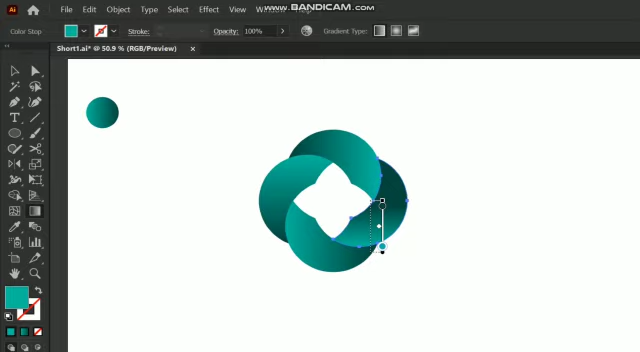 www.BANDICAM.com
Ai File Edit Object Type Select Effect
Color Stop Stroke: Opacity: 100% Gradient Type:
Short1.ai* @ 50.9 % (RGB/Preview) ×
T